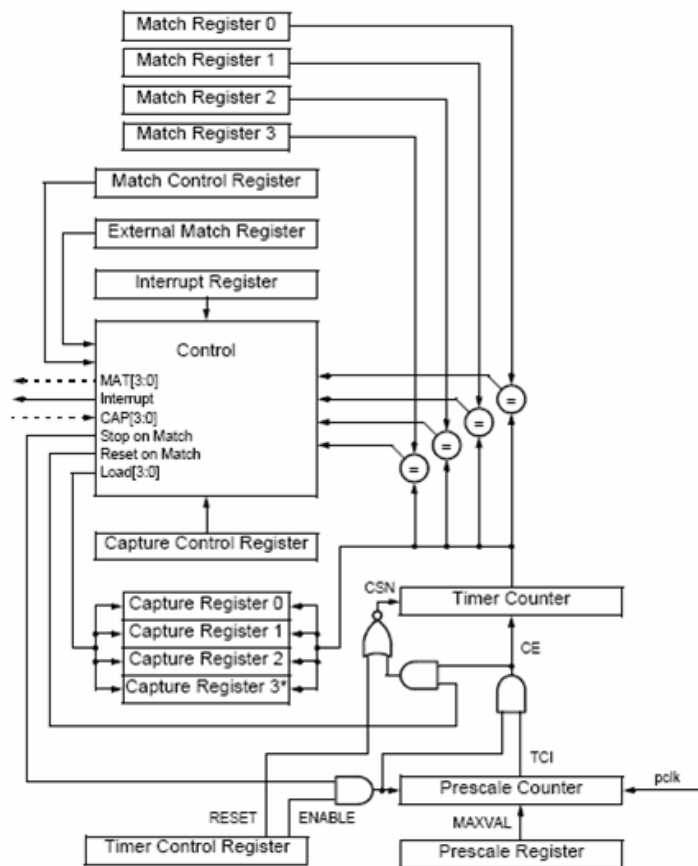 Match Register 0
Match Register 1
Match Register 2
Match Register 3
Match Control Register
External Match Register
Interrupt Register
Control
MAT[3:0]
Interrupt
CAP[3:0]
Stop on Match
Reset on Match
Load[3:0]
=
=
=
=
Capture Control Register
CSN
Timer Counter
Capture Register 0
Capture Register 1
Capture Register 2
Capture Register 3*
CE
TCI
pclk
Prescale Counter
RESET
ENABLE
MAXVAL
Timer Control Register
Prescale Register